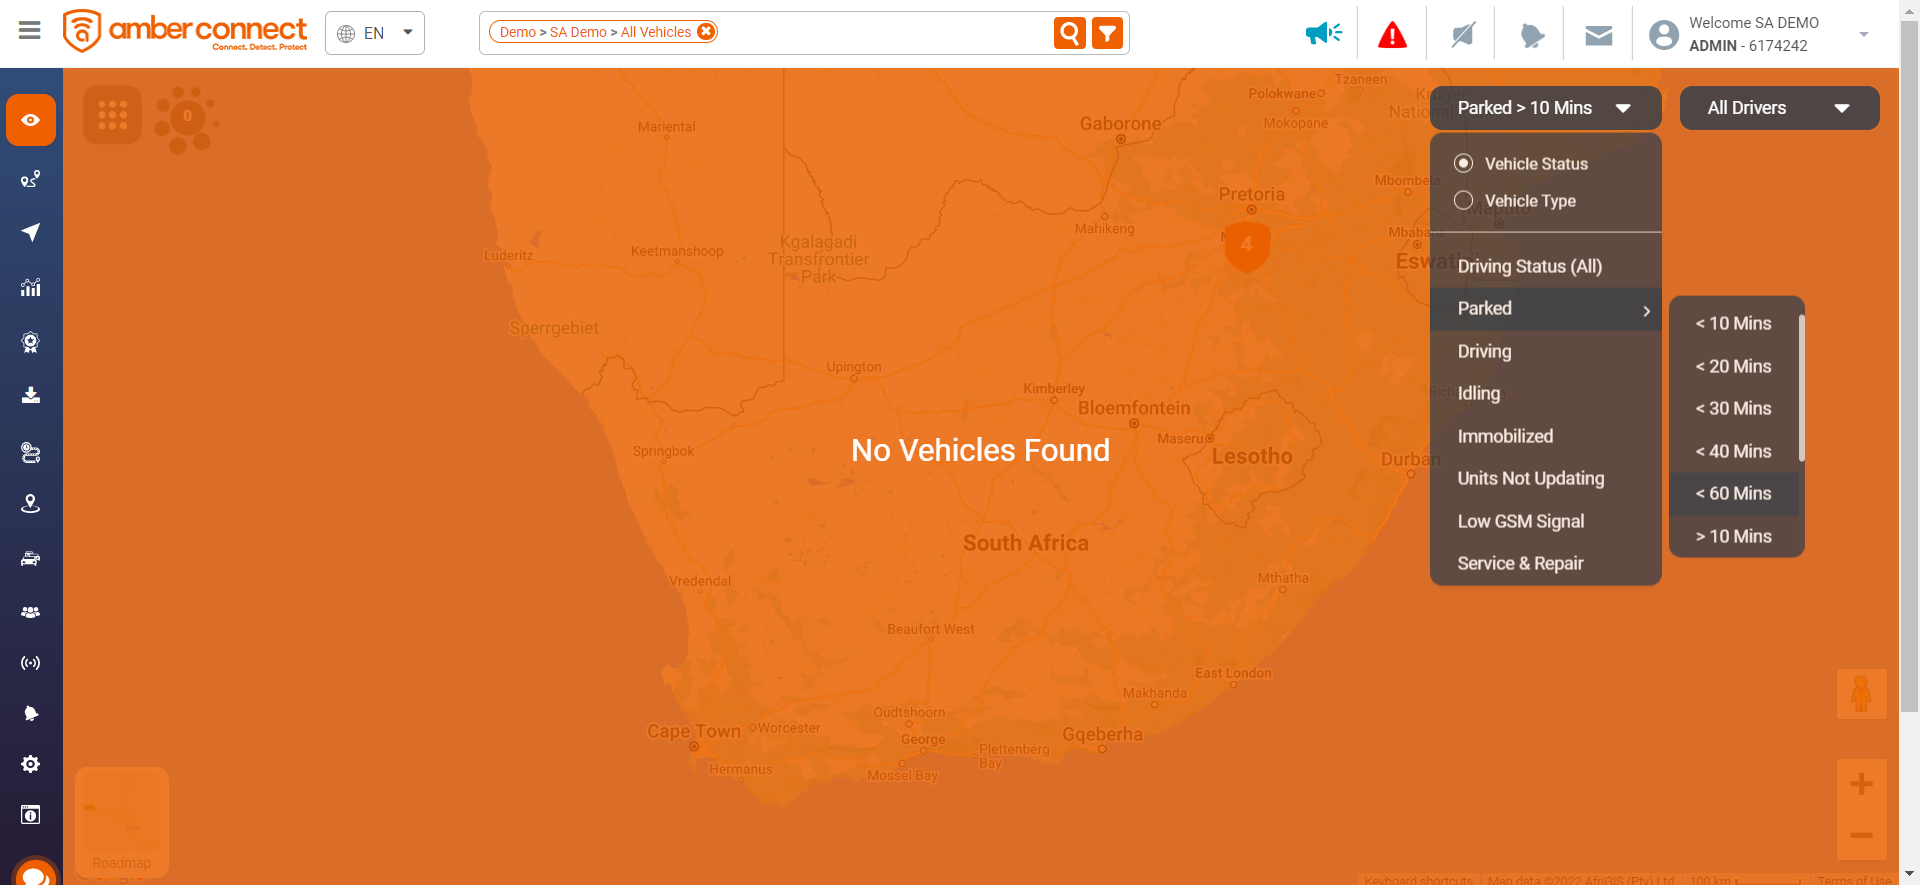 amber connect
Connect. Detect. Protect
EN
Demo > SA Demo > All Vehicles
Welcome SA DEMO
ADMIN - 6174242
0
Parked > 10 Mins
All Drivers
Vehicle Status
Vehicle Type
Driving Status (All)
Parked
Driving
Idling
Immobilized
Units Not Updating
Low GSM Signal
Service & Repair
< 10 Mins
< 20 Mins
< 30 Mins
< 40 Mins
< 60 Mins
> 10 Mins
No Vehicles Found
Tzaneen
Polokwane
Mokopane
Gaborone
Mariental
Pretoria
Mbombela
Maputo
Mbabane
4
Mahikeng
Kgalagadi
Transfrontier
Park
Keetmanshoop
Luderitz
Sperrgebiet
Upington
Kimberley
Bloemfontein
Maseru
Lesotho
Durban
Springbok
South Africa
Vredendal
Mthatha
Beaufort West
East London
Makhanda
Oudtshoorn
Cape Town
Worcester
George
Gqeberha
Plettenberg
Bay
Hermanus
Mossel Bay
Roadmap
Keyboard shortcuts
Map data ©2022 AfriGIS (Pty) Ltd
100 km
Terms of Use